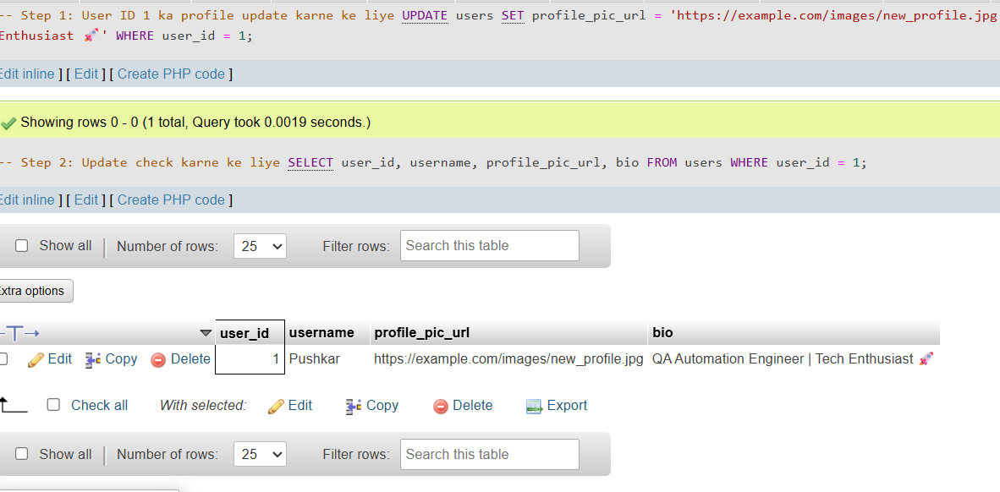 -- Step 1: User ID 1 ka profile update karne ke liye UPDATE users SET profile_pic_url = 'https://example.com/images/new_profile.jpg
Enthusiast 🚀' WHERE user_id = 1;
Edit inline ] [ Edit ] [ Create PHP code ]
Showing rows 0 - 0 (1 total, Query took 0.0019 seconds.)
-- Step 2: Update check karne ke liye SELECT user_id, username, profile_pic_url, bio FROM users WHERE user_id = 1;
Edit inline ] [ Edit ] [ Create PHP code ]
Show all | Number of rows: 25 Filter rows: Search this table
Extra options
user_id username profile_pic_url bio
Edit Copy Delete 1 Pushkar https://example.com/images/new_profile.jpg QA Automation Engineer | Tech Enthusiast 🚀
Check all With selected: Edit Copy Delete Export
Show all | Number of rows: 25 Filter rows: Search this table